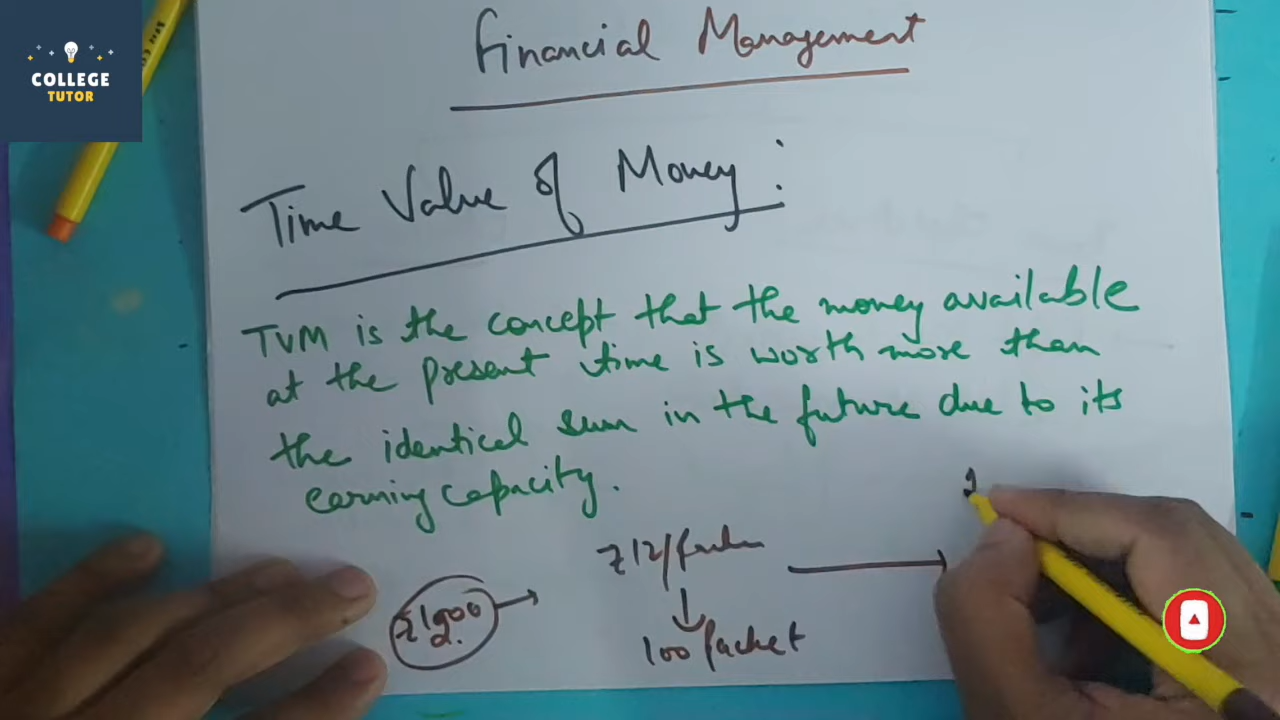 COLLEGE
TUTOR
Financial Management
Time Value of Money :
TVM is the concept that the money available
at the present time is worth more than
the identical sum in the future due to its
earning capacity.
₹12/
100 Packet